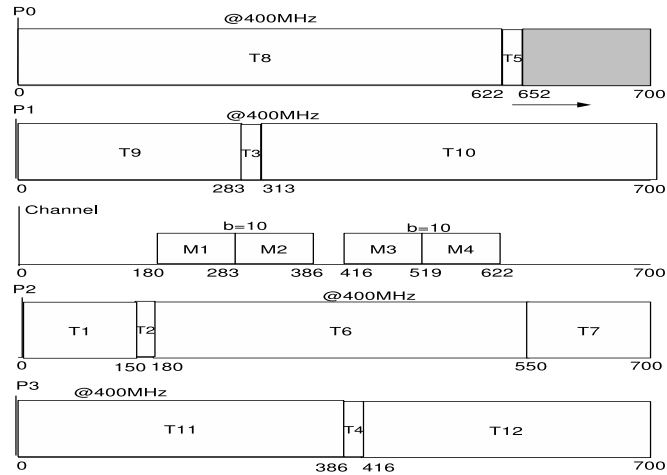 P0
@400MHz
T8
T5
0
622
652
700
P1
@400MHz
T9
T3
T10
0
283
313
700
Channel
b=10
b=10
M1
M2
M3
M4
0
180
283
386
416
519
622
700
P2
@400MHz
T1
T2
T6
T7
0
150
180
550
700
P3
@400MHz
T11
T4
T12
0
386
416
700